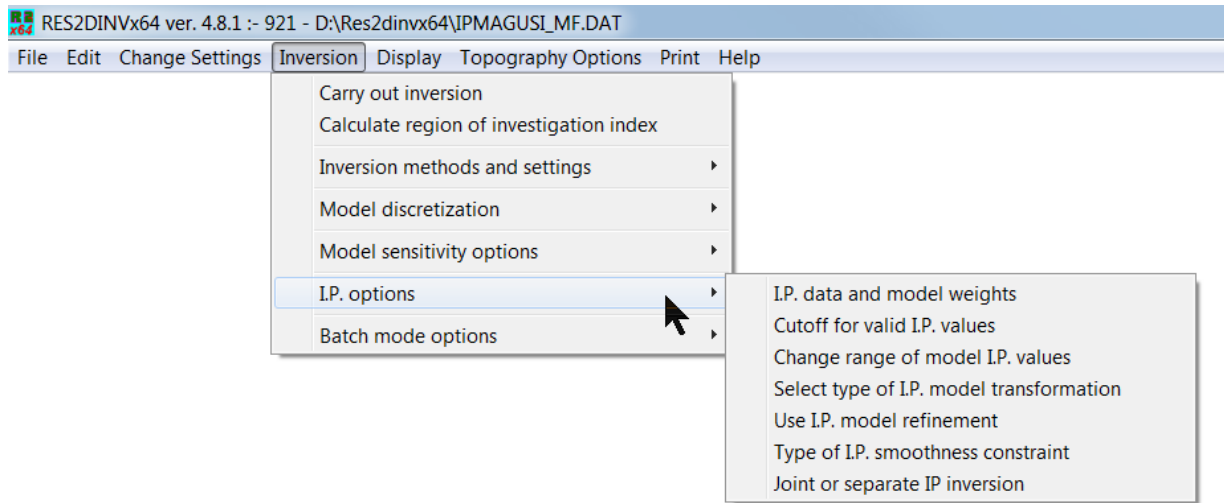 RES2DINVx64 ver. 4.8.1 :- 921 - D:\Res2dinvx64\IPMAGUSI_MF.DAT
File Edit Change Settings Inversion Display Topography Options Print Help
Carry out inversion
Calculate region of investigation index
Inversion methods and settings
Model discretization
Model sensitivity options
I.P. options
Batch mode options
I.P. data and model weights
Cutoff for valid I.P. values
Change range of model I.P. values
Select type of I.P. model transformation
Use I.P. model refinement
Type of I.P. smoothness constraint
Joint or separate IP inversion